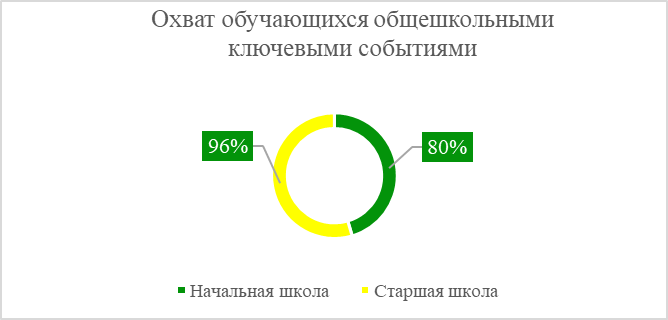 Охват обучающихся общешкольными
ключевыми событиями
96%
80%
Начальная школа
Старшая школа